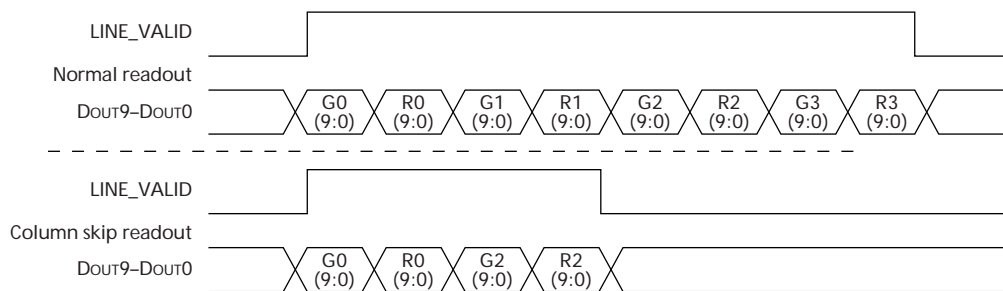 LINE_VALID
Normal readout
G0 R0 G1 R1 G2 R2 G3 R3
DOUT9–DOUT0
(9:0) (9:0) (9:0) (9:0) (9:0) (9:0) (9:0) (9:0)
LINE_VALID
Column skip readout
G0 R0 G2 R2
DOUT9–DOUT0
(9:0) (9:0) (9:0) (9:0)